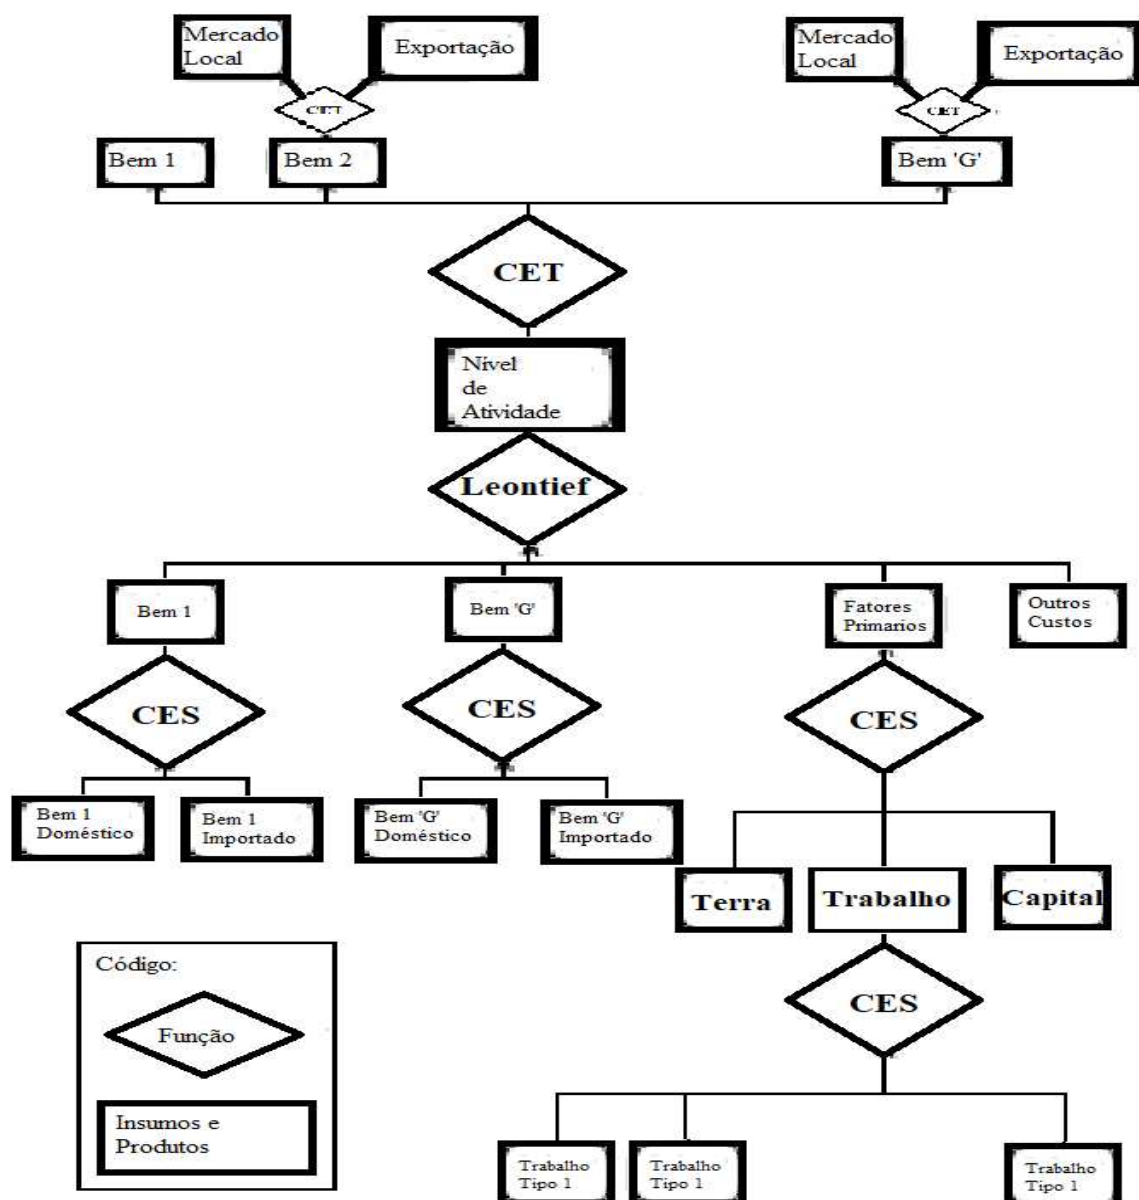 Mercado
Local
Exportação
Mercado
Local
Exportação
CET
CET
Bem 1
Bem 2
Bem 'G'
CET
Nível
de
Atividade
Leontief
Bem 1
Bem 'G'
Fatores
Primarios
Outros
Custos
CES
CES
CES
Bem 1
Doméstico
Bem 1
Importado
Bem 'G'
Doméstico
Bem 'G'
Importado
Terra
Trabalho
Capital
CES
Código:
Função
Insumos e
Produtos
Trabalho
Tipo 1
Trabalho
Tipo 1
Trabalho
Tipo 1